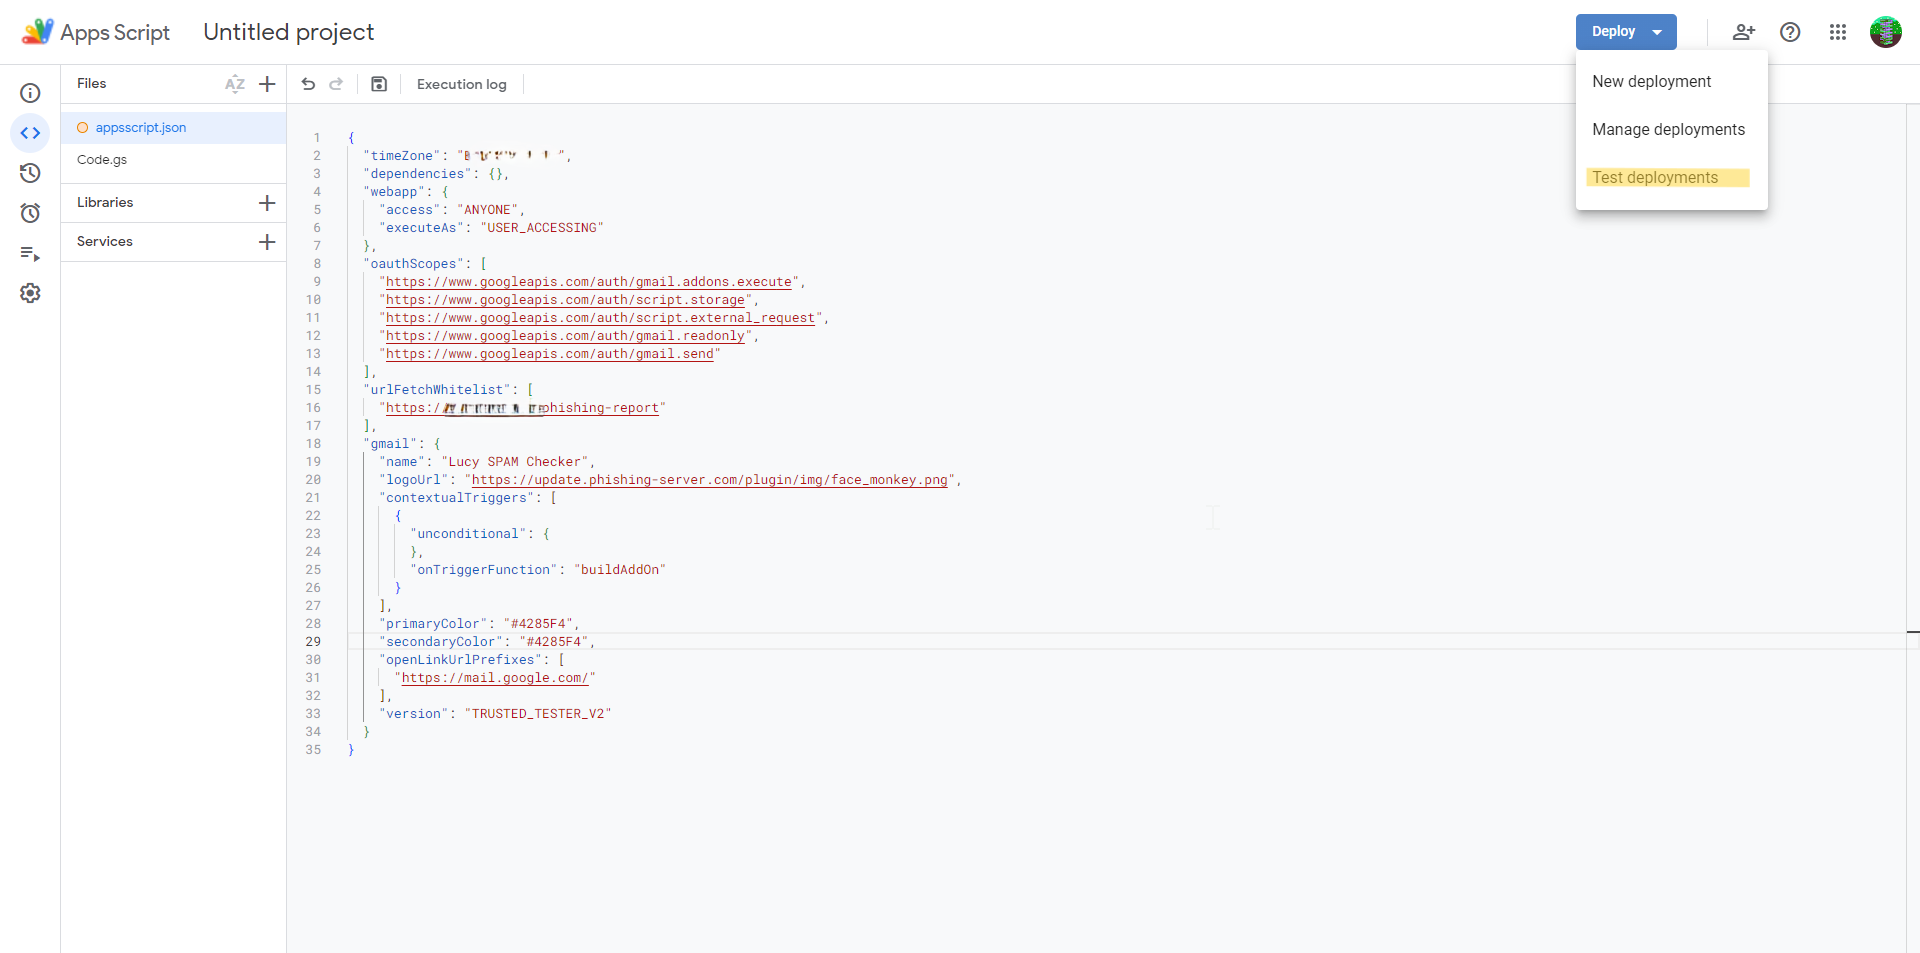 Apps Script Untitled project Deploy
Files AZ
appsscript.json
Code.gs
Libraries
Services
Execution log
New deployment
Manage deployments
Test deployments
1 {
2 "timeZone": " ",
3 "dependencies": {},
4 "webapp": {
5 "access": "ANYONE",
6 "executeAs": "USER_ACCESSING"
7 },
8 "oauthScopes": [
9 "https://www.googleapis.com/auth/gmail.addons.execute",
10 "https://www.googleapis.com/auth/script.storage",
11 "https://www.googleapis.com/auth/script.external_request",
12 "https://www.googleapis.com/auth/gmail.readonly",
13 "https://www.googleapis.com/auth/gmail.send"
14 ],
15 "urlFetchWhitelist": [
16 "https:/ phishing-report"
17 ],
18 "gmail": {
19 "name": "Lucy SPAM Checker",
20 "logoUrl": "https://update.phishing-server.com/plugin/img/face_monkey.png",
21 "contextualTriggers": [
22 {
23 "unconditional": {
24 },
25 "onTriggerFunction": "buildAddOn"
26 }
27 ],
28 "primaryColor": "#4285F4",
29 "secondaryColor": "#4285F4",
30 "openLinkUrlPrefixes": [
31 "https://mail.google.com/"
32 ],
33 "version": "TRUSTED_TESTER_V2"
34 }
35 }